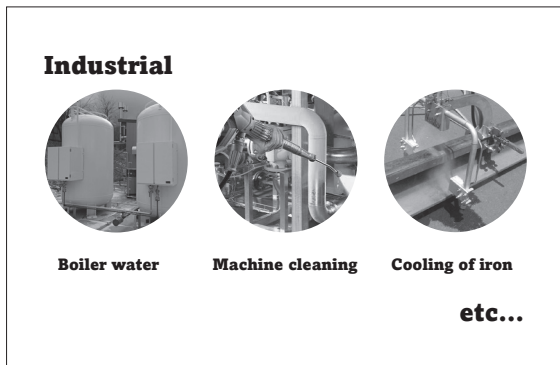 Industrial
Boiler water
Machine cleaning
Cooling of iron
etc...